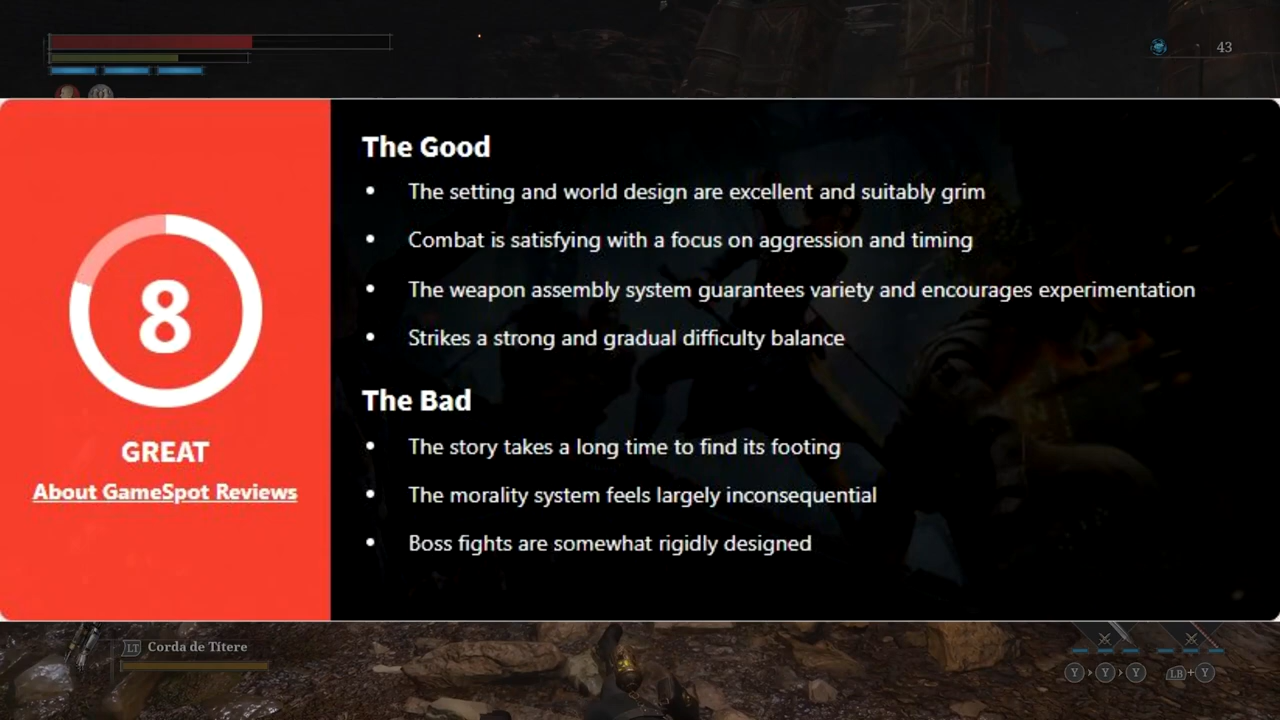 43
The Good
• The setting and world design are excellent and suitably grim
• Combat is satisfying with a focus on aggression and timing
• The weapon assembly system guarantees variety and encourages experimentation
• Strikes a strong and gradual difficulty balance
8
GREAT
About GameSpot Reviews
The Bad
• The story takes a long time to find its footing
• The morality system feels largely inconsequential
• Boss fights are somewhat rigidly designed
LT Corda de Títere
Y › Y › Y LB + Y